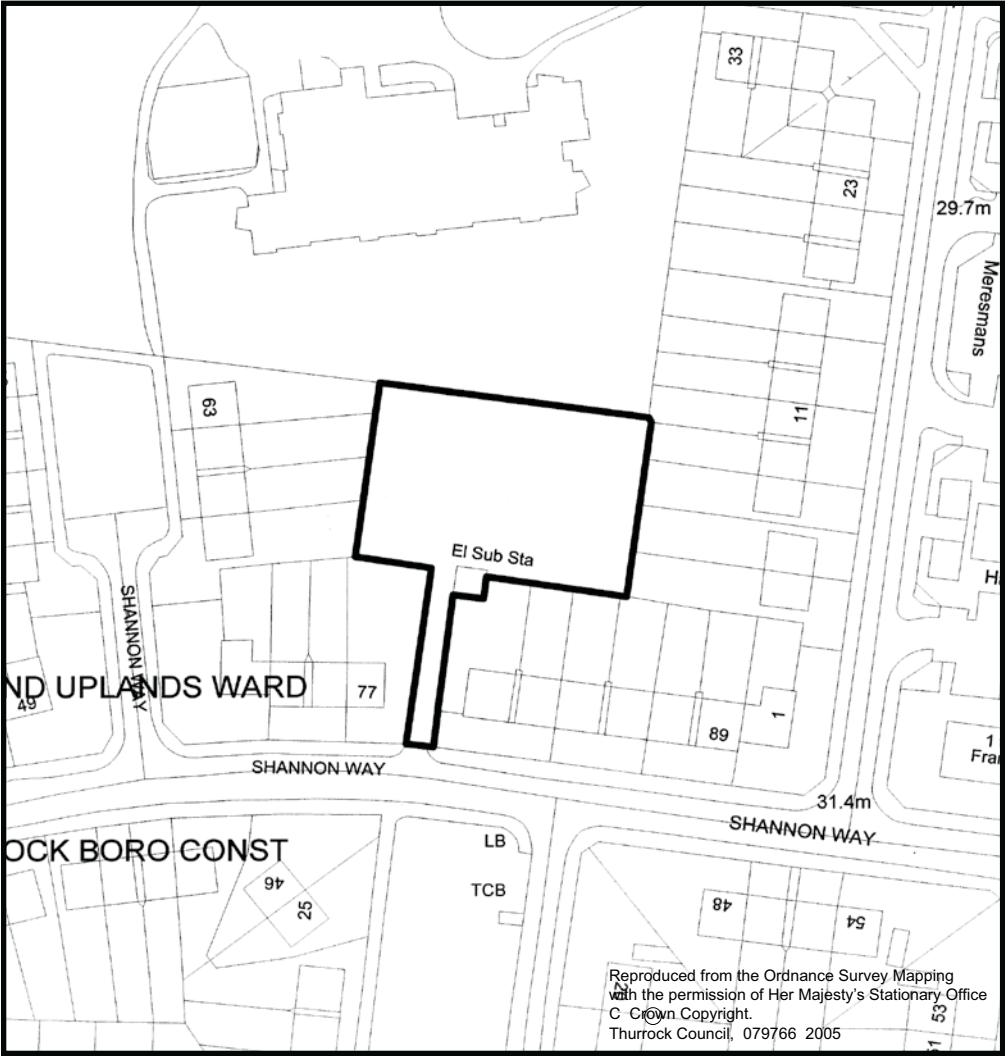 33
23
29.7m
Meresmans
11
63
El Sub Sta
SHANNON WAY
ND UPLANDS WARD
49
77
89
1
1
Fra
SHANNON WAY
31.4m
SHANNON WAY
OCK BORO CONST
LB
TCB
46
25
48
54
Reproduced from the Ordnance Survey Mapping
with the permission of Her Majesty's Stationary Office
C Crown Copyright.
Thurrock Council, 079766 2005
53
51